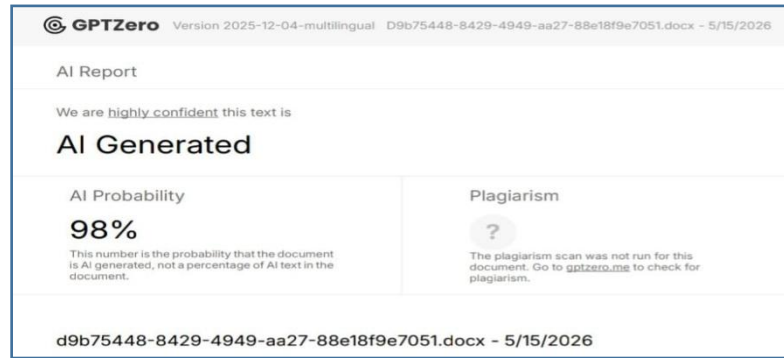 GPTZero Version 2025-12-04-multilingual D9b75448-8429-4949-aa27-88e18f9e7051.docx - 5/15/2026
AI Report
We are highly confident this text is
AI Generated
AI Probability
98%
This number is the probability that the document
is AI generated, not a percentage of AI text in the
document.
Plagiarism
?
The plagiarism scan was not run for this
document. Go to gptzero.me to check for
plagiarism.
d9b75448-8429-4949-aa27-88e18f9e7051.docx - 5/15/2026